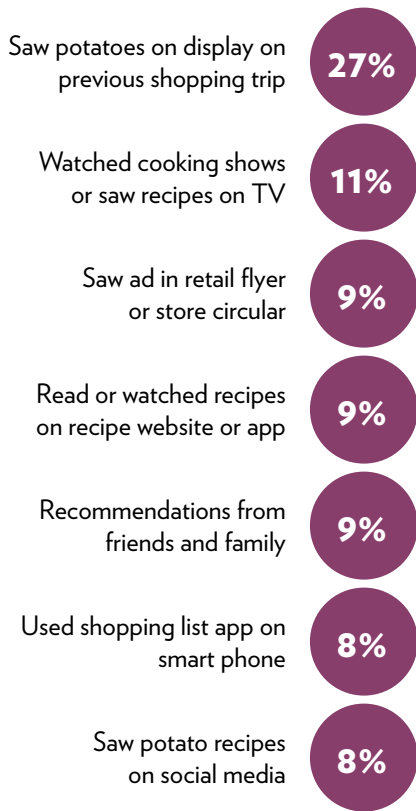 Saw potatoes on display on
previous shopping trip
27%
Watched cooking shows
or saw recipes on TV
11%
Saw ad in retail flyer
or store circular
9%
Read or watched recipes
on recipe website or app
9%
Recommendations from
friends and family
9%
Used shopping list app on
smart phone
8%
Saw potato recipes
on social media
8%